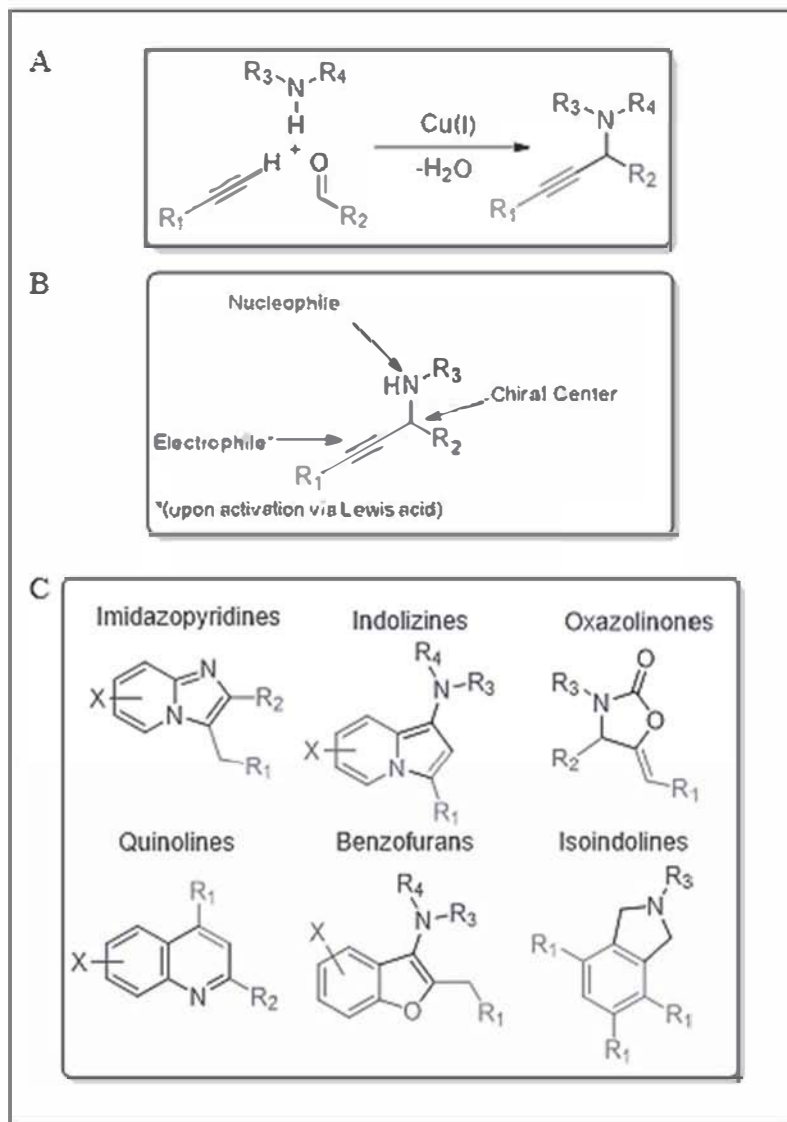 A
R₃ N R₄
H
H + O
R₁ R₂
Cu(I)
-H₂O
R₃ N R₄
R₂
R₁
B
Nucleophile
HN R₃
Chiral Center
Electrophile*
R₂
R₁
*(upon activation via Lewis acid)
C
Imidazopyridines Indolizines Oxazolinones
X N N R₂ R₁
R₄ N R₃ X N R₁
O R₃ N O R₂ R₁
Quinolines Benzofurans Isoindolines
R₁ X N R₂
R₄ N R₃ X O R₁
R₃ N R₁ R₁ R₁